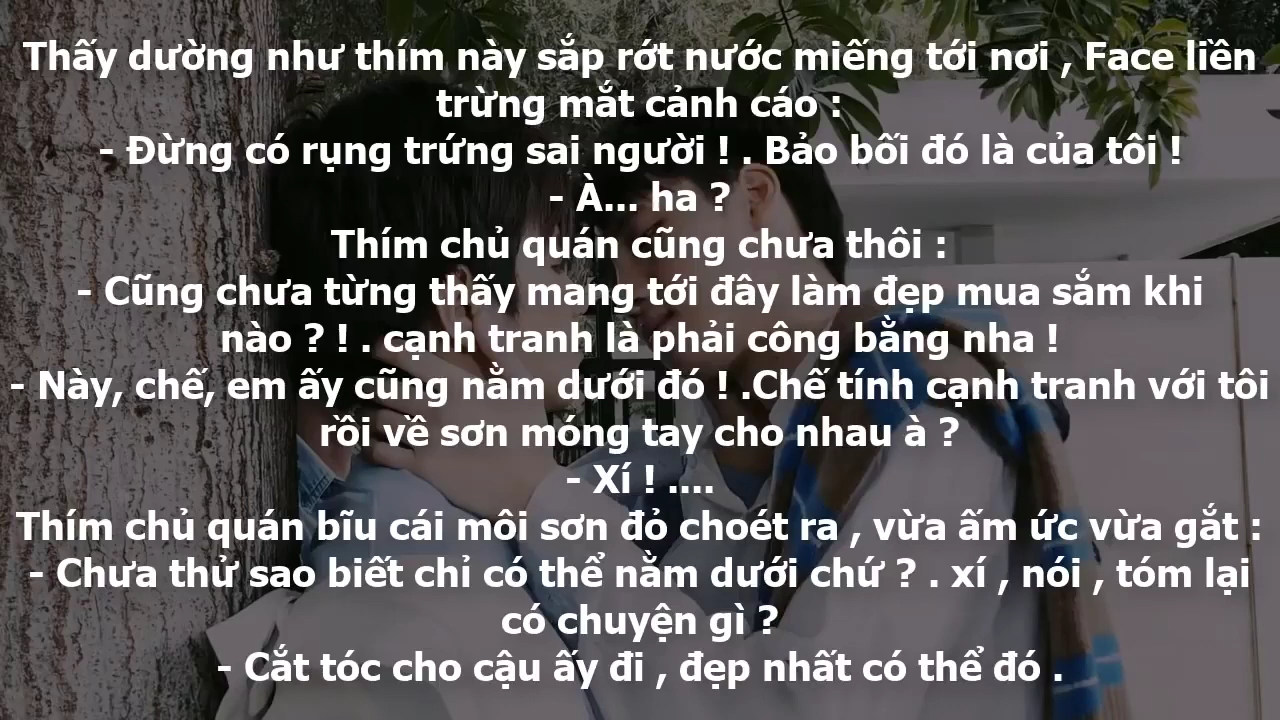 Thấy dường như thím này sắp rớt nước miếng tới nơi , Face liền
trừng mắt cảnh cáo :
- Đừng có rụng trứng sai người ! . Bảo bối đó là của tôi !
- À... ha ?
Thím chủ quán cũng chưa thôi :
- Cũng chưa từng thấy mang tới đây làm đẹp mua sắm khi
nào ? ! . cạnh tranh là phải công bằng nha !
- Này, chế, em ấy cũng nằm dưới đó ! .Chế tính cạnh tranh với tôi
rồi về sơn móng tay cho nhau à ?
- Xí ! ....
Thím chủ quán bĩu cái môi sơn đỏ choét ra , vừa ấm ức vừa gắt :
- Chưa thử sao biết chỉ có thể nằm dưới chứ ? . xí , nói , tóm lại
có chuyện gì ?
- Cắt tóc cho cậu ấy đi , đẹp nhất có thể đó .